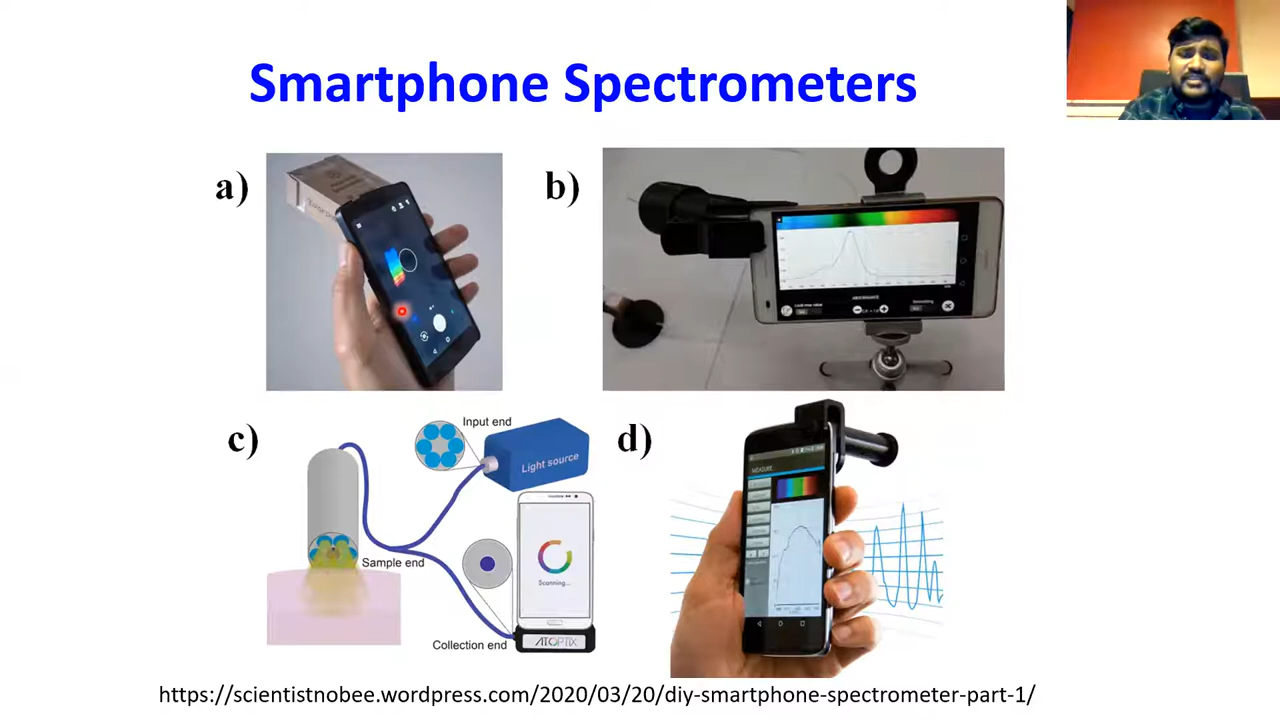 Smartphone Spectrometers
a)
b)
c)
d)
Input end
Light source
Sample end
Scanning...
Collection end
ATOPTIX
MEASURE
https://scientistnobee.wordpress.com/2020/03/20/diy-smartphone-spectrometer-part-1/